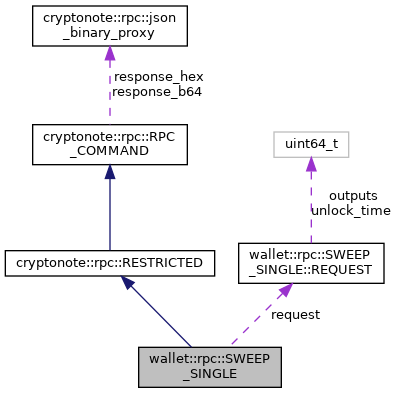 cryptonote::rpc::json
_binary_proxy
response_hex
response_b64
cryptonote::rpc::RPC
_COMMAND
uint64_t
outputs
unlock_time
cryptonote::rpc::RESTRICTED
wallet::rpc::SWEEP
_SINGLE::REQUEST
request
wallet::rpc::SWEEP
_SINGLE